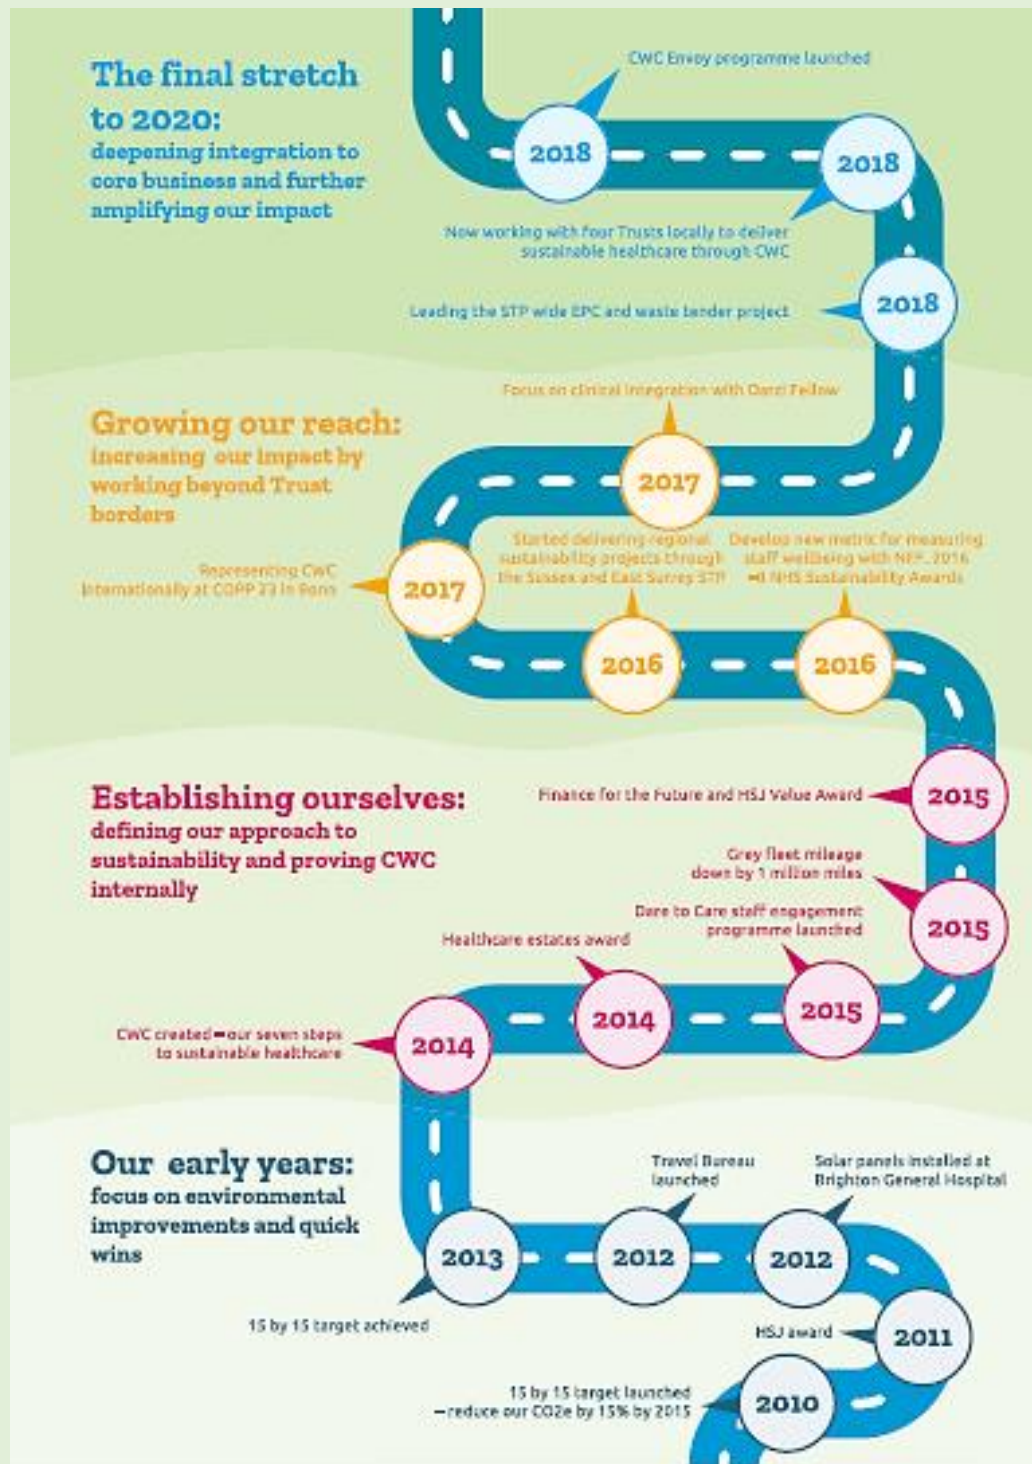 The final stretch
to 2020:
deepening integration to
core business and further
amplifying our impact
CWC Envoy programme launched
2018
2018
Now working with four Trusts locally to deliver
sustainable healthcare through CWC
Leading the STP wide EPC and waste tender project
2018
Focus on clinical integration with Darzi Fellow
Growing our reach:
increasing our impact by
working beyond Trust
borders
2017
Started delivering regional
sustainability projects through
the Sussex and East Surrey STP
Develop new metric for measuring
staff wellbeing with NEF. 2016
NHS Sustainability Awards
Representing CWC
Internationally at COPP 23 in Bonn
2017
2016
2016
Establishing ourselves:
defining our approach to
sustainability and proving CWC
internally
Finance for the Future and HSJ Value Award
2015
Grey fleet mileage
down by 1 million miles
2015
Dare to Care staff engagement
programme launched
Healthcare estates award
2014
2015
CWC created – our seven steps
to sustainable healthcare
2014
Our early years:
focus on environmental
improvements and quick
wins
Travel Bureau
launched
Solar panels installed at
Brighton General Hospital
2013
2012
2012
15 by 15 target achieved
HSJ award
2011
15 by 15 target launched
– reduce our CO2e by 15% by 2015
2010